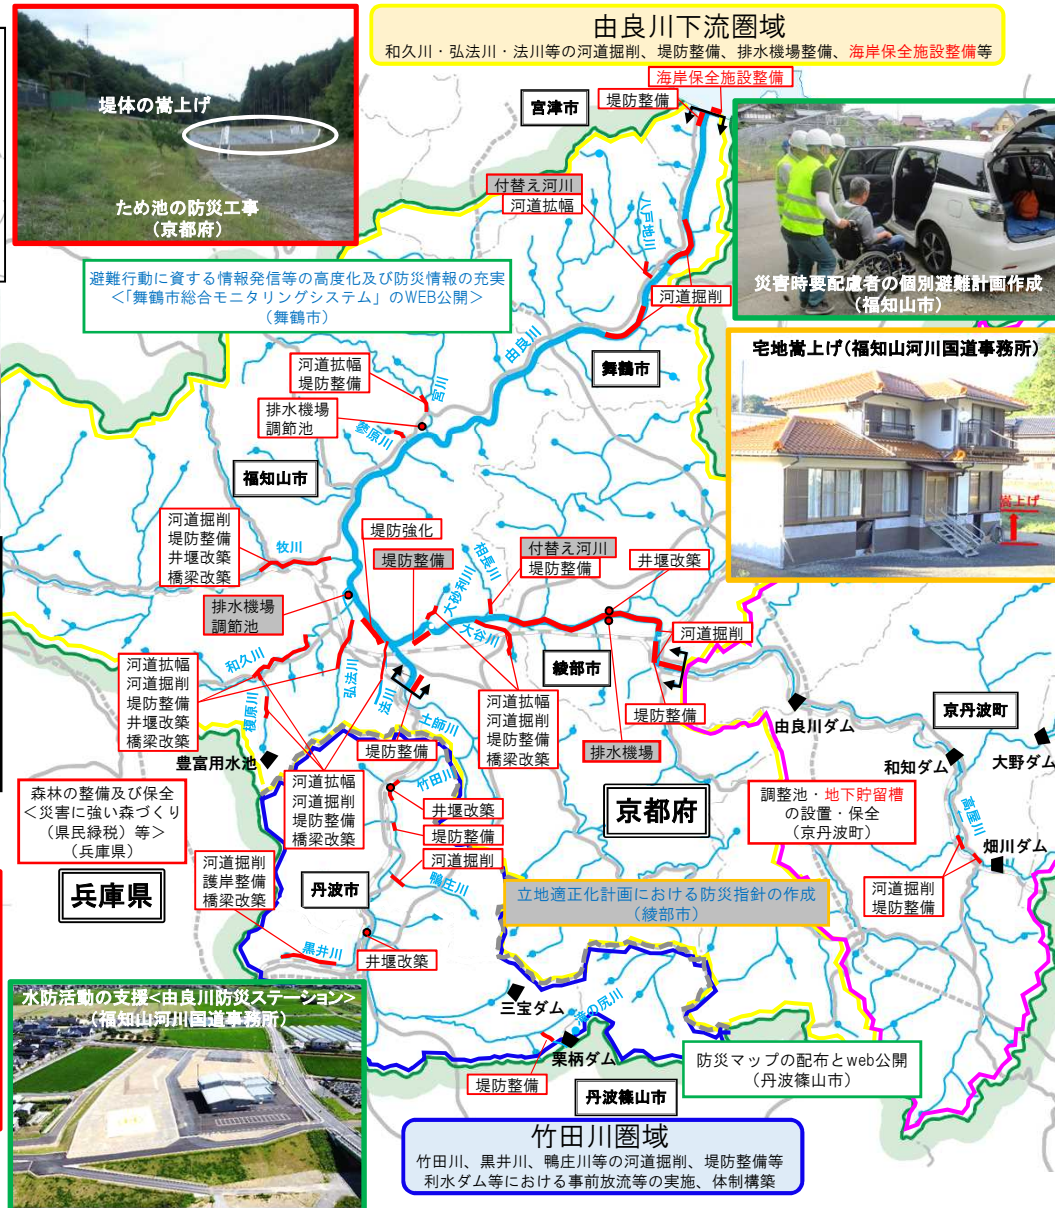 由良川下流圏域
和久川・弘法川・法川等の河道掘削、堤防整備、排水機場整備、海岸保全施設整備等
堤体の嵩上げ
ため池の防災工事
(京都府)
海岸保全施設整備
堤防整備
宮津市
付替え河川
河道拡幅
八戸地川
災害時要配慮者の個別避難計画作成
(福知山市)
避難行動に資する情報発信等の高度化及び防災情報の充実
<「舞鶴市総合モニタリングシステム」のWEB公開>
(舞鶴市)
河道掘削
由良川
舞鶴市
宅地嵩上げ(福知山河川国道事務所)
嵩上げ
河道拡幅
堤防整備
宮川
排水機場
調節池
蓼原川
福知山市
河道掘削
堤防整備
井堰改築
橋梁改築
牧川
堤防強化
堤防整備
付替え河川
堤防整備
井堰改築
相長川
大砂利川
大谷川
排水機場
調節池
河道掘削
綾部市
和久川
河道拡幅
河道掘削
堤防整備
井堰改築
橋梁改築
弘法川
榎原川
法川
土師川
堤防整備
河道拡幅
河道掘削
堤防整備
橋梁改築
堤防整備
排水機場
由良川ダム
京丹波町
和知ダム
大野ダム
豊富用水池
河道拡幅
河道掘削
堤防整備
橋梁改築
竹田川
井堰改築
堤防整備
河道掘削
京都府
調整池・地下貯留槽
の設置・保全
(京丹波町)
高屋川
畑川ダム
河道掘削
堤防整備
森林の整備及び保全
<災害に強い森づくり
(県民緑税)等>
(兵庫県)
河道掘削
護岸整備
橋梁改築
兵庫県
丹波市
鴨庄川
立地適正化計画における防災指針の作成
(綾部市)
黒井川
井堰改築
水防活動の支援<由良川防災ステーション>
(福知山河川国道事務所)
三宝ダム
滝の尻川
栗柄ダム
堤防整備
丹波篠山市
防災マップの配布とweb公開
(丹波篠山市)
竹田川圏域
竹田川、黒井川、鴨庄川等の河道掘削、堤防整備等
利水ダム等における事前放流等の実施、体制構築